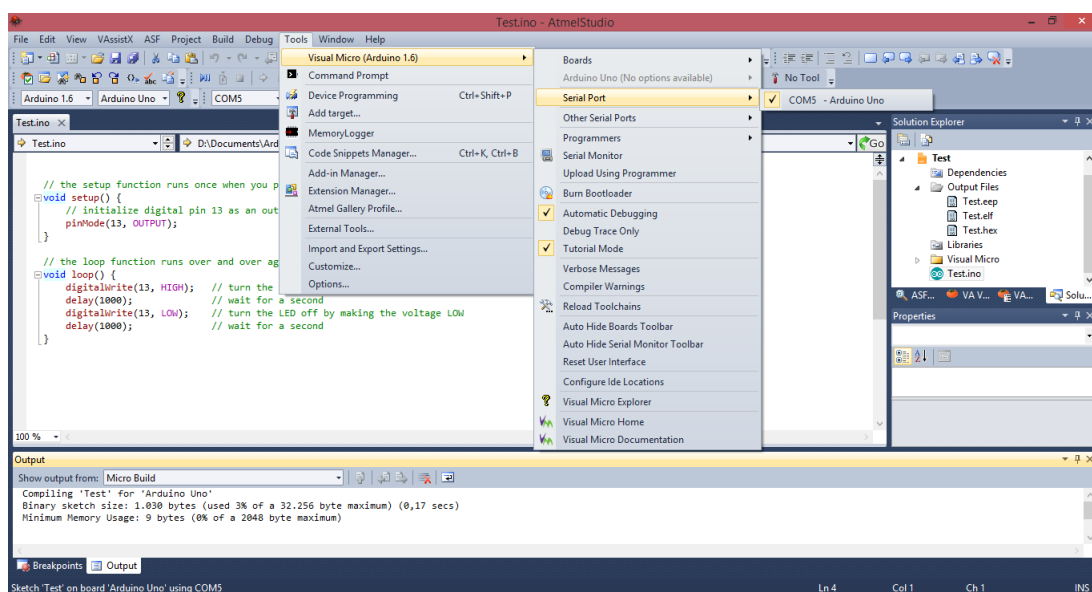 Test.ino - AtmelStudio
File Edit View VAssistX ASF Project Build Debug Tools Window Help
No Tool
Arduino 1.6 Arduino Uno COM5
Visual Micro (Arduino 1.6)
Command Prompt
Device Programming Ctrl+Shift+P
Add target...
MemoryLogger
Code Snippets Manager... Ctrl+K, Ctrl+B
Add-in Manager...
Extension Manager...
Atmel Gallery Profile...
External Tools...
Import and Export Settings...
Customize...
Options...
Boards
Arduino Uno (No options available)
Serial Port
Other Serial Ports
Programmers
Serial Monitor
Upload Using Programmer
Burn Bootloader
Automatic Debugging
Debug Trace Only
Tutorial Mode
Verbose Messages
Compiler Warnings
Reload Toolchains
Auto Hide Boards Toolbar
Auto Hide Serial Monitor Toolbar
Reset User Interface
Configure Ide Locations
Visual Micro Explorer
Visual Micro Home
Visual Micro Documentation
COM5 - Arduino Uno
Test.ino
Test.ino D:\Documents\Ard Go
// the setup function runs once when you p
void setup() {
// initialize digital pin 13 as an out
pinMode(13, OUTPUT);
}
// the loop function runs over and over ag
void loop() {
digitalWrite(13, HIGH); // turn the
delay(1000); // wait for a second
digitalWrite(13, LOW); // turn the LED off by making the voltage LOW
delay(1000); // wait for a second
}
100 %
Solution Explorer
Test
Dependencies
Output Files
Test.eep
Test.elf
Test.hex
Libraries
Visual Micro
Test.ino
ASF... VA V... VA... Solu...
Properties
Output
Show output from: Micro Build
Compiling 'Test' for 'Arduino Uno'
Binary sketch size: 1.030 bytes (used 3% of a 32.256 byte maximum) (0,17 secs)
Minimum Memory Usage: 9 bytes (0% of a 2048 byte maximum)
Breakpoints Output
Sketch 'Test' on board 'Arduino Uno' using COM5 Ln 4 Col 1 Ch 1 INS